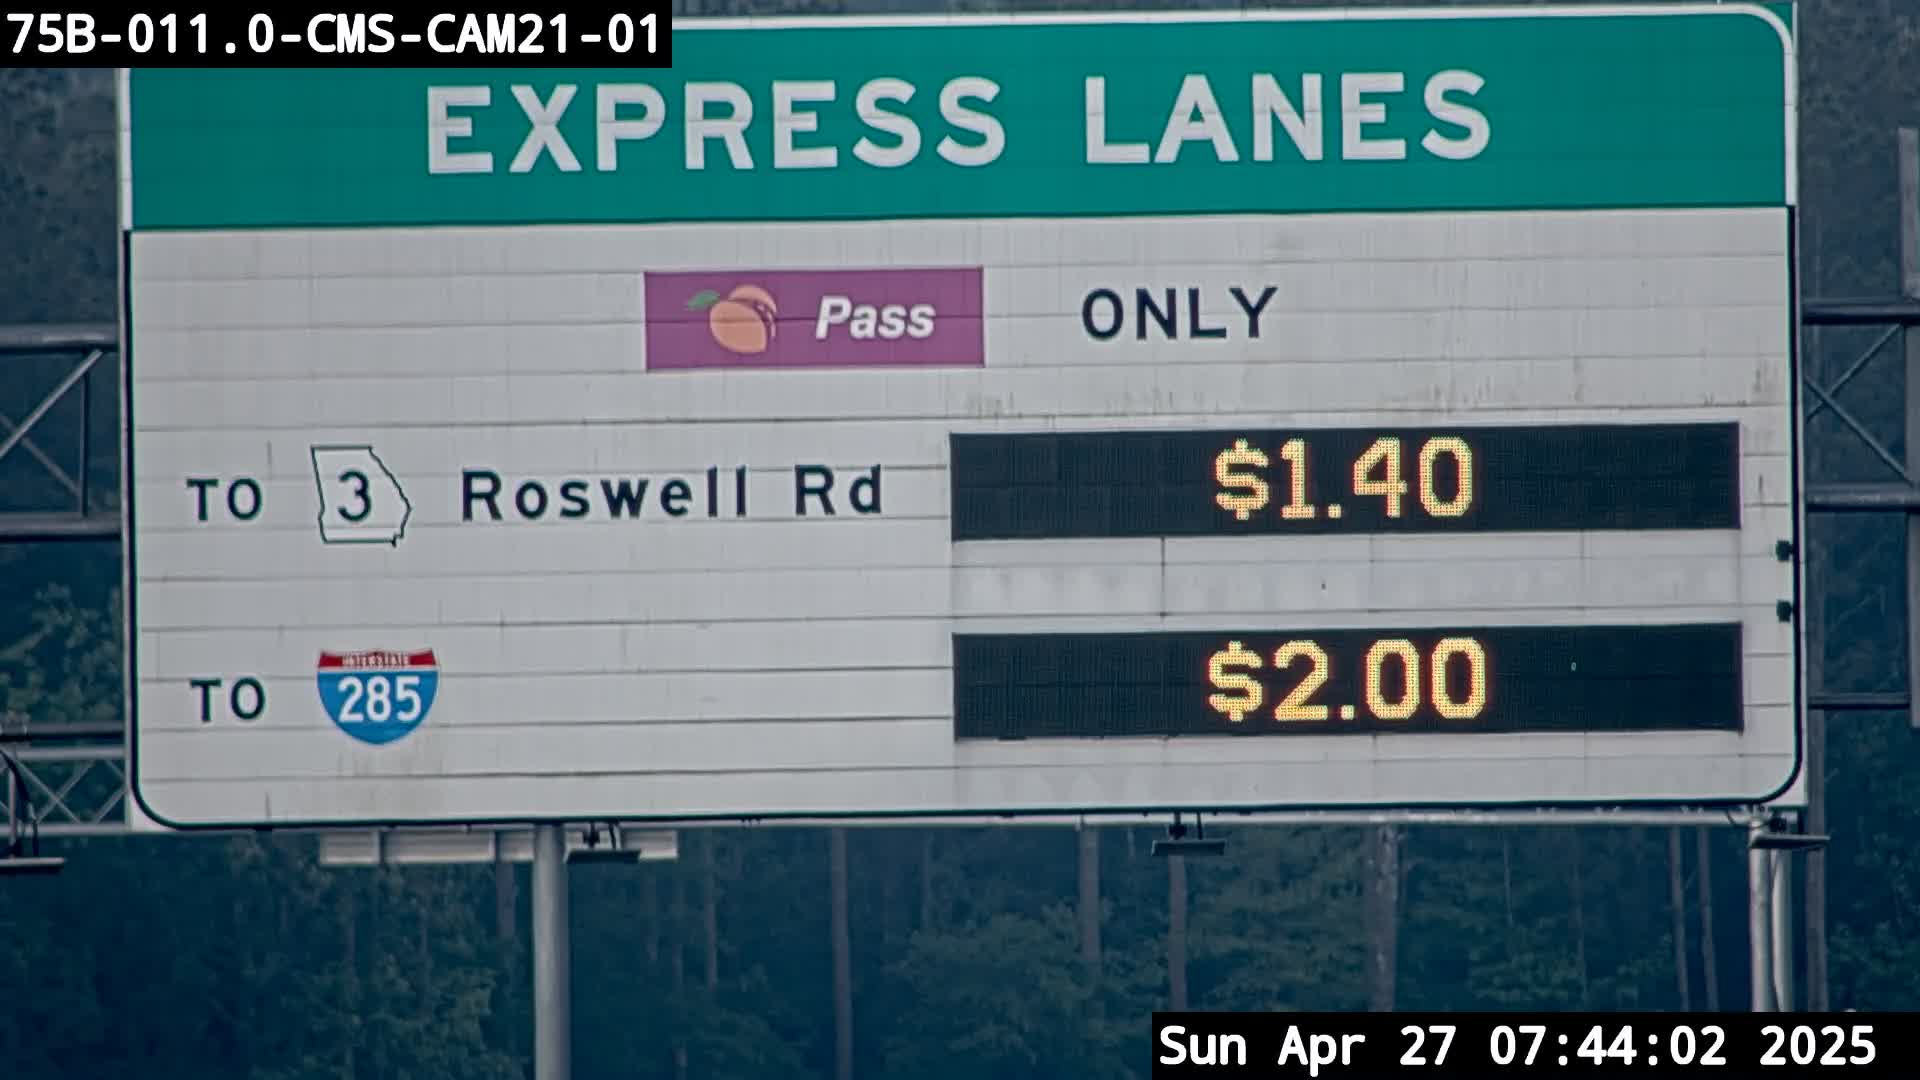 75B-011.0-CMS-CAM21-01
EXPRESS LANES
Pass ONLY
TO 3 Roswell Rd $1.40
TO INTERSTATE 285 $2.00
Sun Apr 27 07:44:02 2025